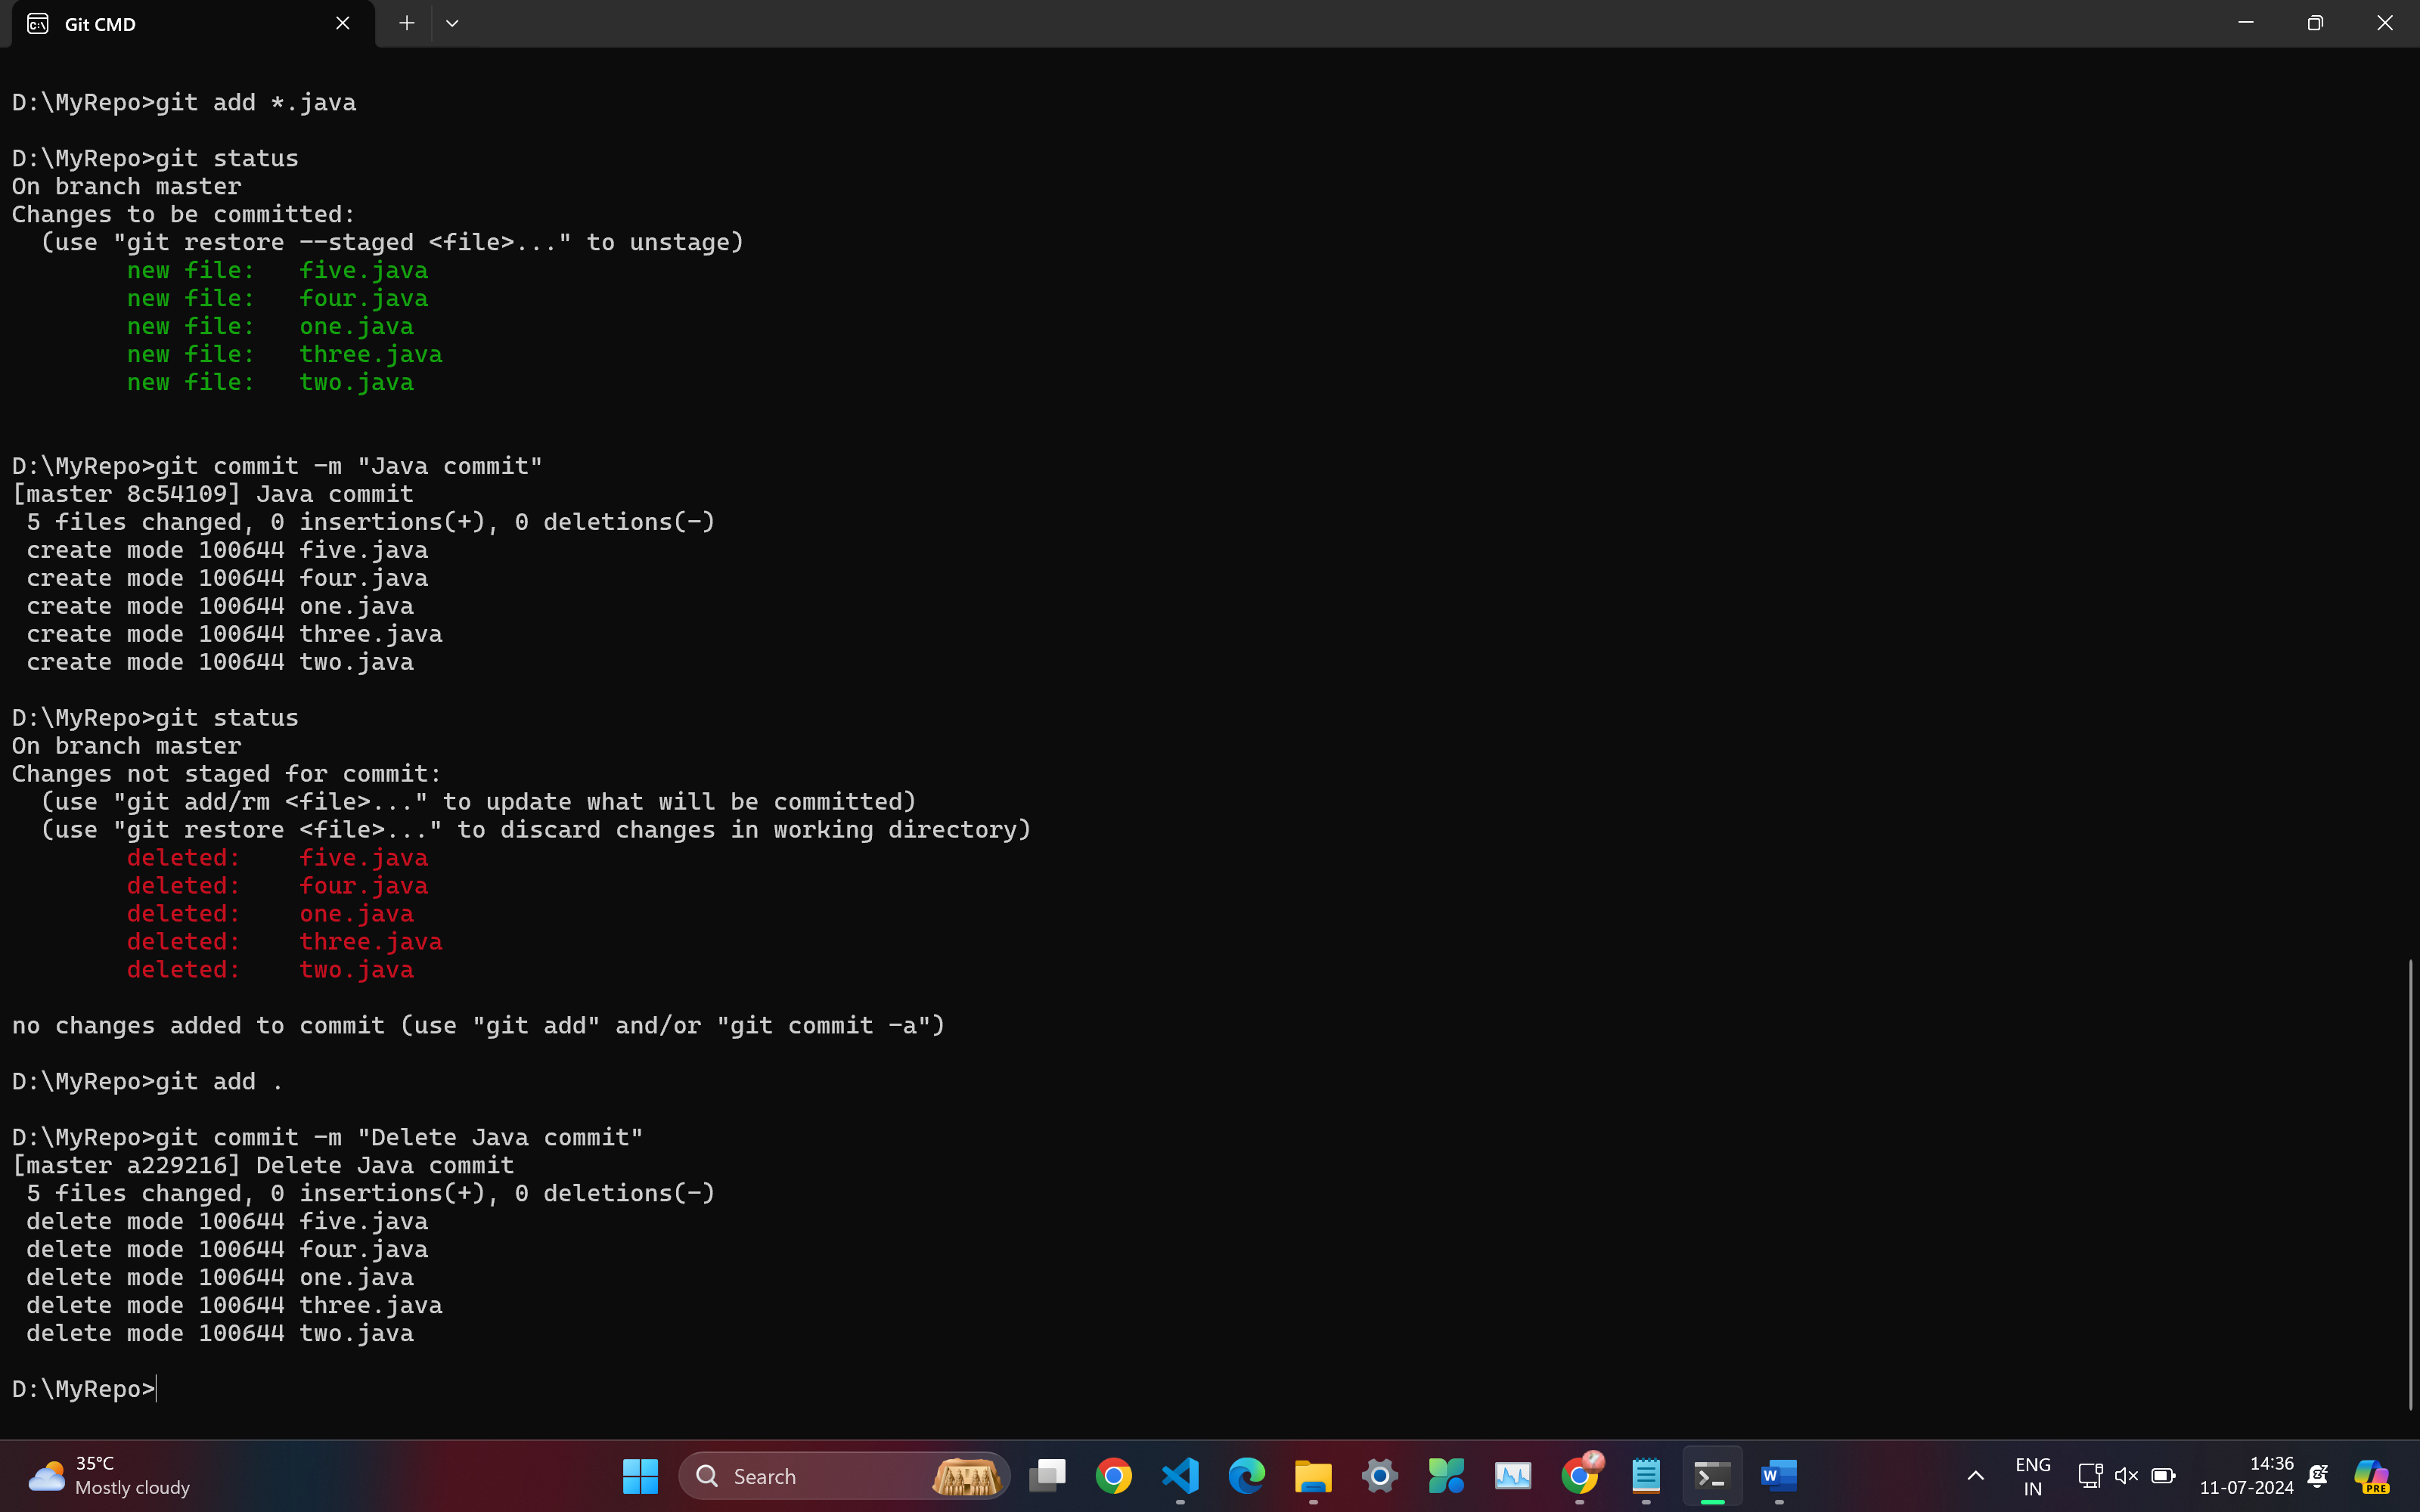 Git CMD
D:\MyRepo>git add *.java
D:\MyRepo>git status
On branch master
Changes to be committed:
  (use "git restore --staged <file>..." to unstage)
        new file:   five.java
        new file:   four.java
        new file:   one.java
        new file:   three.java
        new file:   two.java
D:\MyRepo>git commit -m "Java commit"
[master 8c54109] Java commit
 5 files changed, 0 insertions(+), 0 deletions(-)
 create mode 100644 five.java
 create mode 100644 four.java
 create mode 100644 one.java
 create mode 100644 three.java
 create mode 100644 two.java
D:\MyRepo>git status
On branch master
Changes not staged for commit:
  (use "git add/rm <file>..." to update what will be committed)
  (use "git restore <file>..." to discard changes in working directory)
        deleted:    five.java
        deleted:    four.java
        deleted:    one.java
        deleted:    three.java
        deleted:    two.java
no changes added to commit (use "git add" and/or "git commit -a")
D:\MyRepo>git add .
D:\MyRepo>git commit -m "Delete Java commit"
[master a229216] Delete Java commit
 5 files changed, 0 insertions(+), 0 deletions(-)
 delete mode 100644 five.java
 delete mode 100644 four.java
 delete mode 100644 one.java
 delete mode 100644 three.java
 delete mode 100644 two.java
D:\MyRepo>
35°C
Mostly cloudy
Search
W
ENG
IN
14:36
11-07-2024
PRE